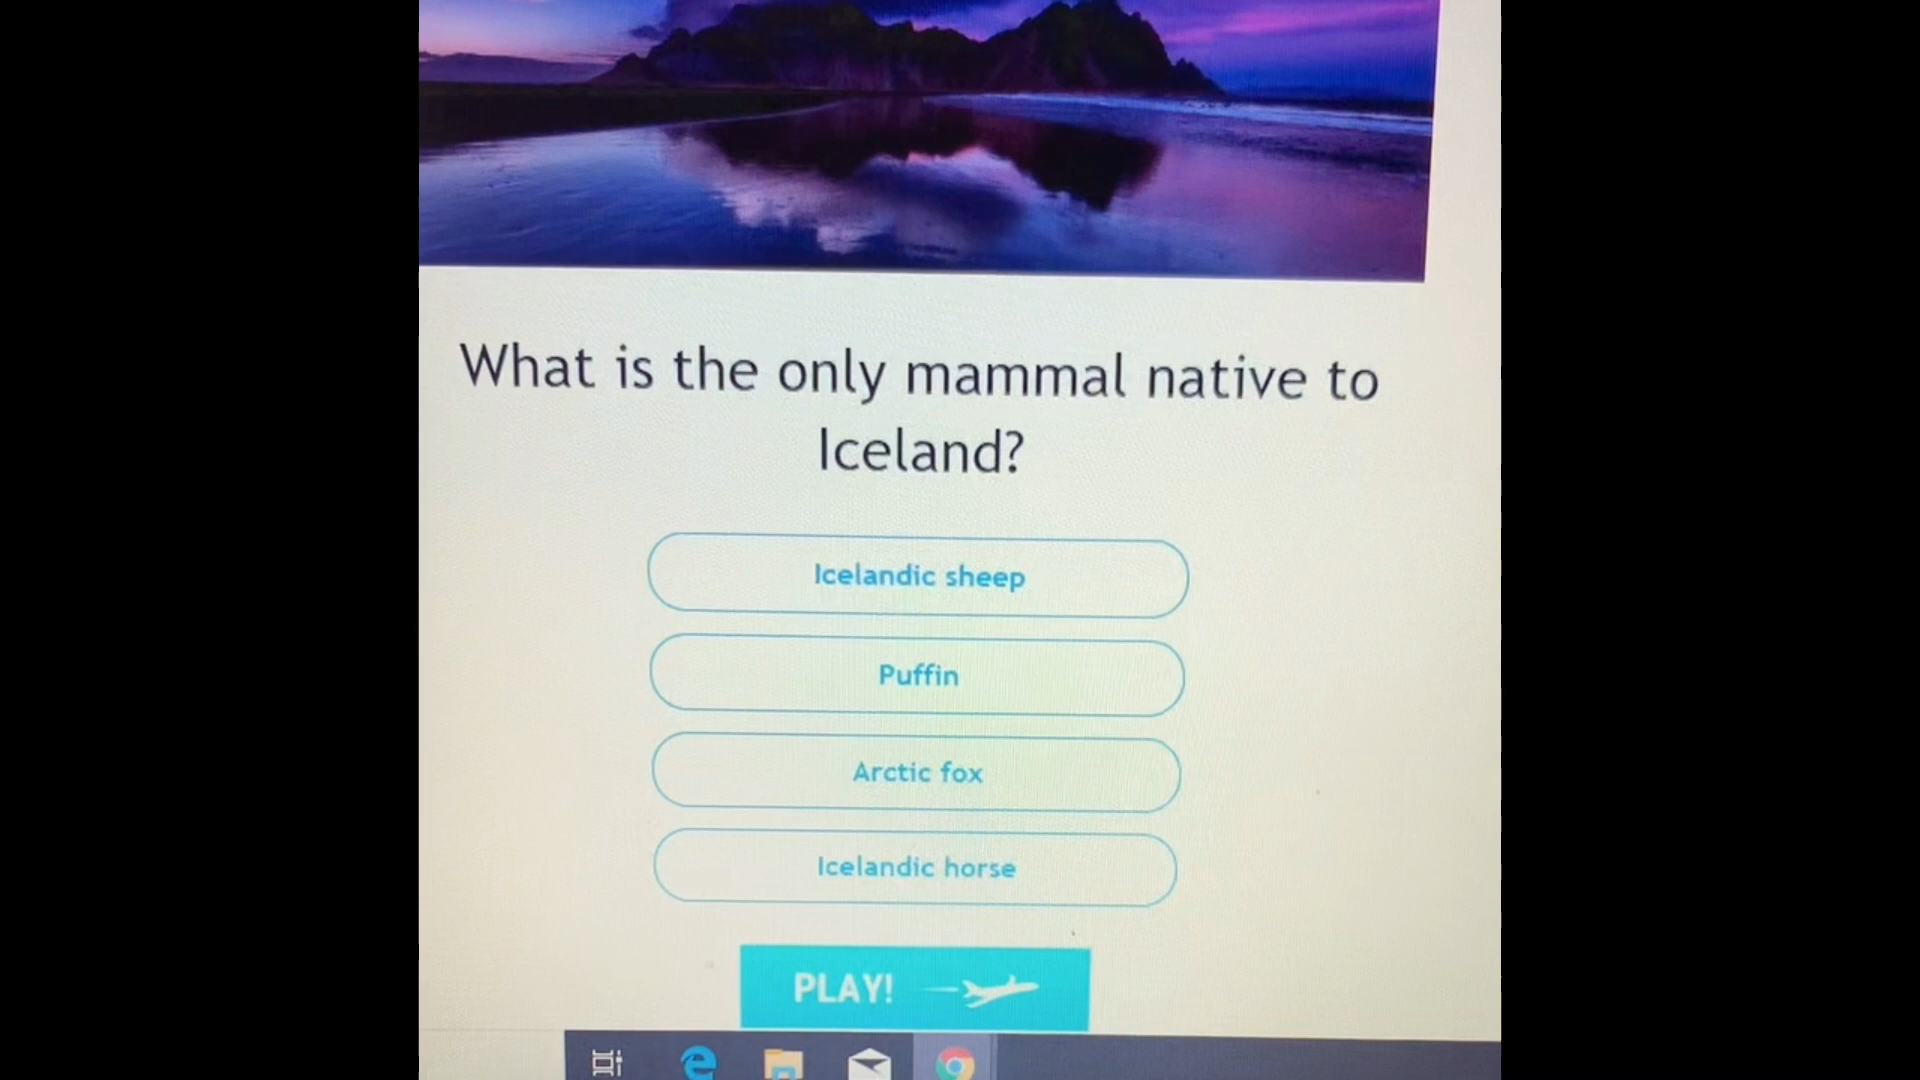 What is the only mammal native to
Iceland?
Icelandic sheep
Puffin
Arctic fox
Icelandic horse
PLAY!